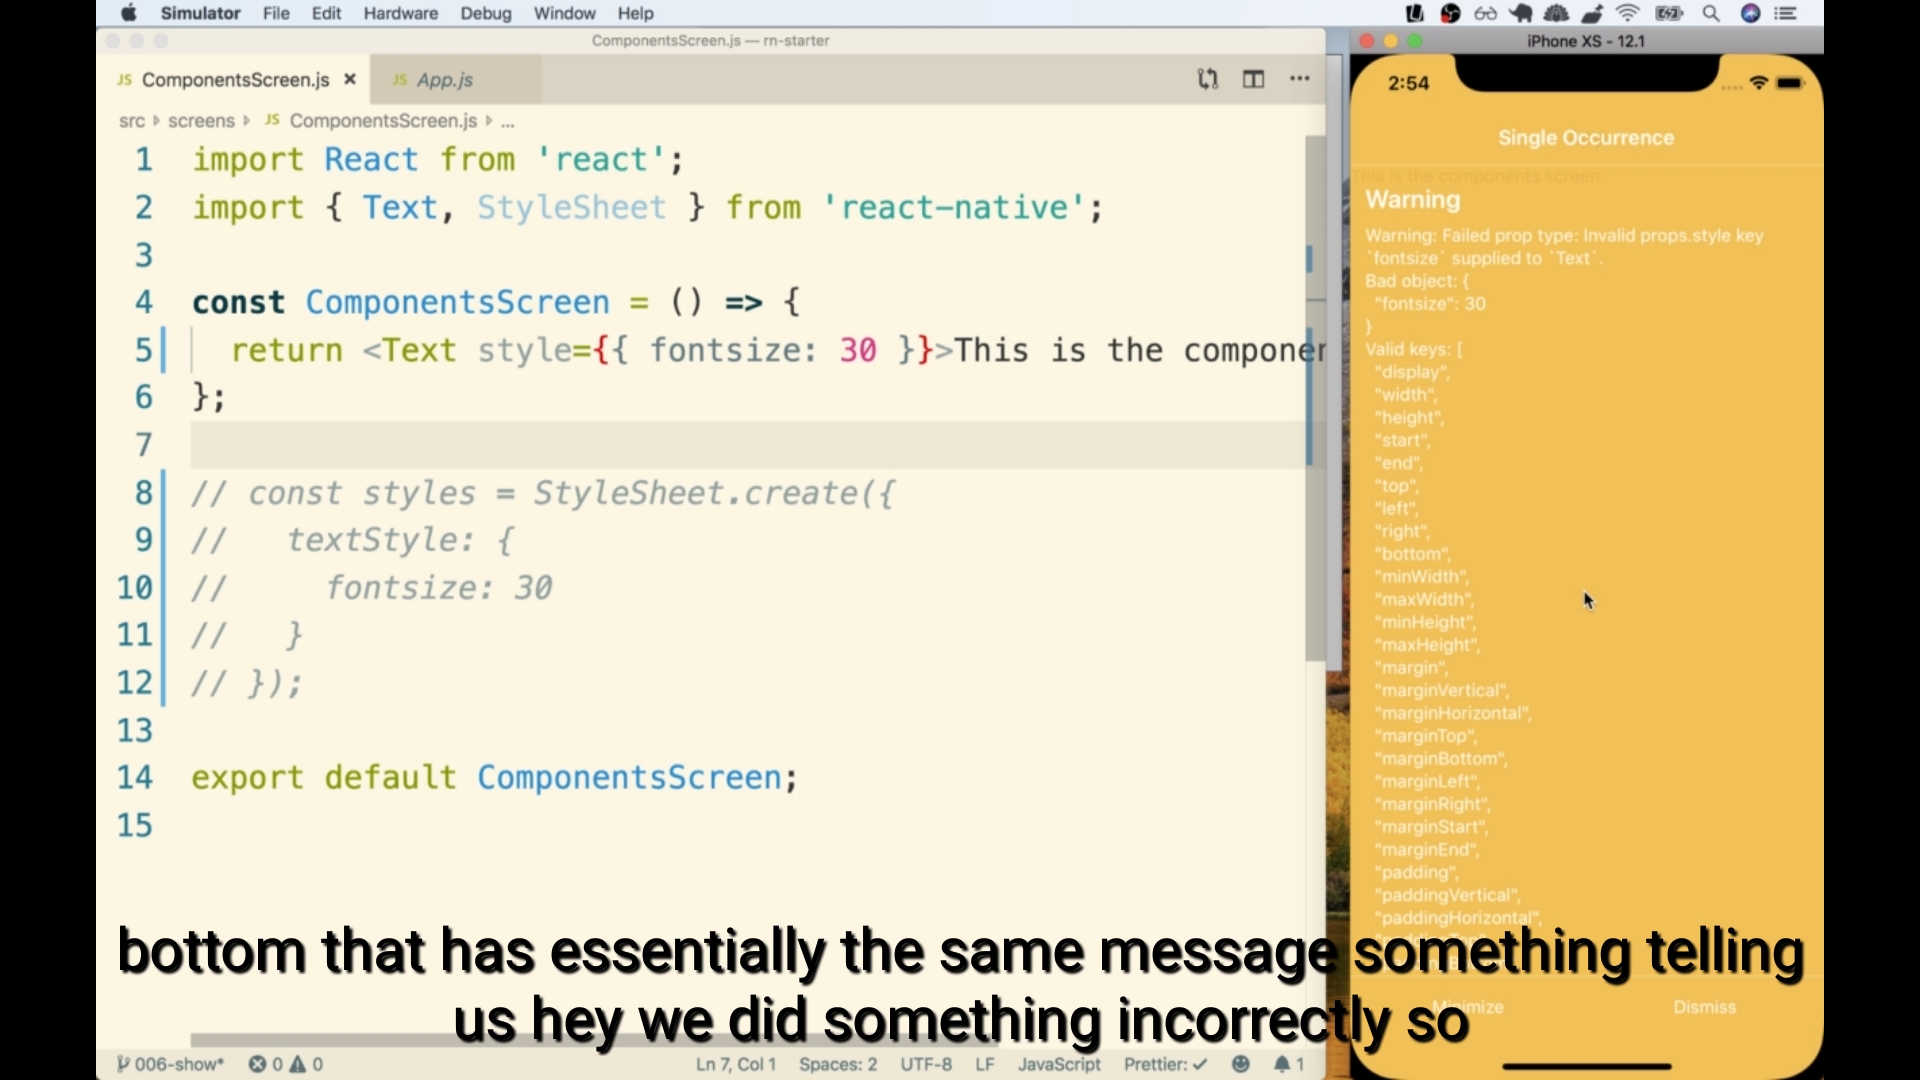 Simulator File Edit Hardware Debug Window Help
ComponentsScreen.js — rn-starter
JS ComponentsScreen.js × JS App.js
src screens JS ComponentsScreen.js ...
1 import React from 'react';
2 import { Text, StyleSheet } from 'react-native';
3
4 const ComponentsScreen = () => {
5 return <Text style={{ fontsize: 30 }}>This is the componen
6 };
7
8 // const styles = StyleSheet.create({
9 // textStyle: {
10 // fontsize: 30
11 // }
12 // });
13
14 export default ComponentsScreen;
15
006-show* 0 0 Ln 7, Col 1 Spaces: 2 UTF-8 LF JavaScript Prettier: ✓ 1
iPhone XS - 12.1
2:54
Single Occurrence
This is the components screen
Warning
Warning: Failed prop type: Invalid props.style key
`fontsize` supplied to `Text`.
Bad object: {
"fontsize": 30
}
Valid keys: [
"display",
"width",
"height",
"start",
"end",
"top",
"left",
"right",
"bottom",
"minWidth",
"maxWidth",
"minHeight",
"maxHeight",
"margin",
"marginVertical",
"marginHorizontal",
"marginTop",
"marginBottom",
"marginLeft",
"marginRight",
"marginStart",
"marginEnd",
"padding",
"paddingVertical",
"paddingHorizontal",
Minimize Dismiss
bottom that has essentially the same message something telling
us hey we did something incorrectly so